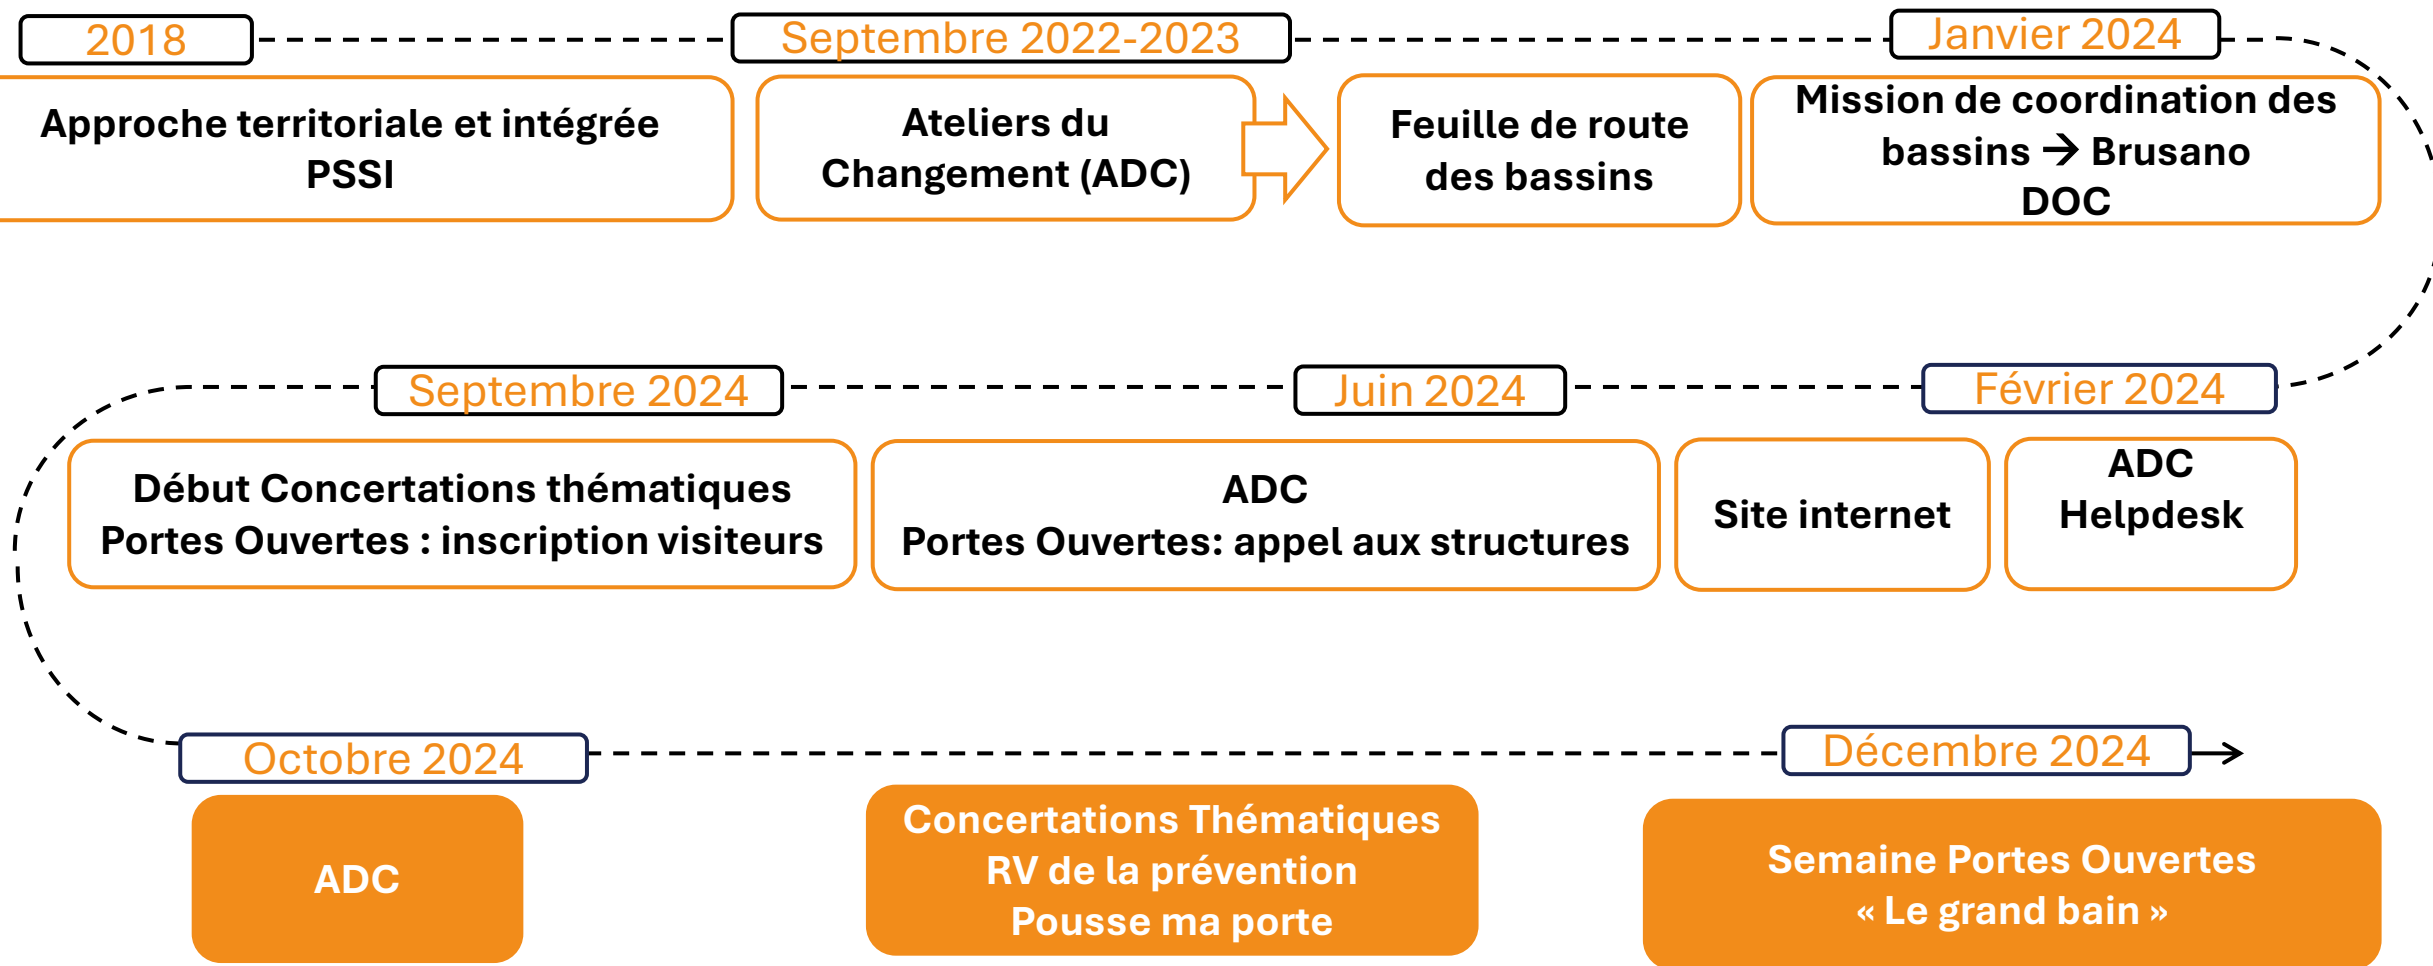 2018
Septembre 2022-2023
Janvier 2024
Approche territoriale et intégrée
PSSI
Ateliers du
Changement (ADC)
Feuille de route
des bassins
Mission de coordination des
bassins → Brusano
DOC
Septembre 2024
Juin 2024
Février 2024
Début Concertations thématiques
Portes Ouvertes : inscription visiteurs
ADC
Portes Ouvertes: appel aux structures
Site internet
ADC
Helpdesk
Octobre 2024
Décembre 2024
ADC
Concertations Thématiques
RV de la prévention
Pousse ma porte
Semaine Portes Ouvertes
« Le grand bain »